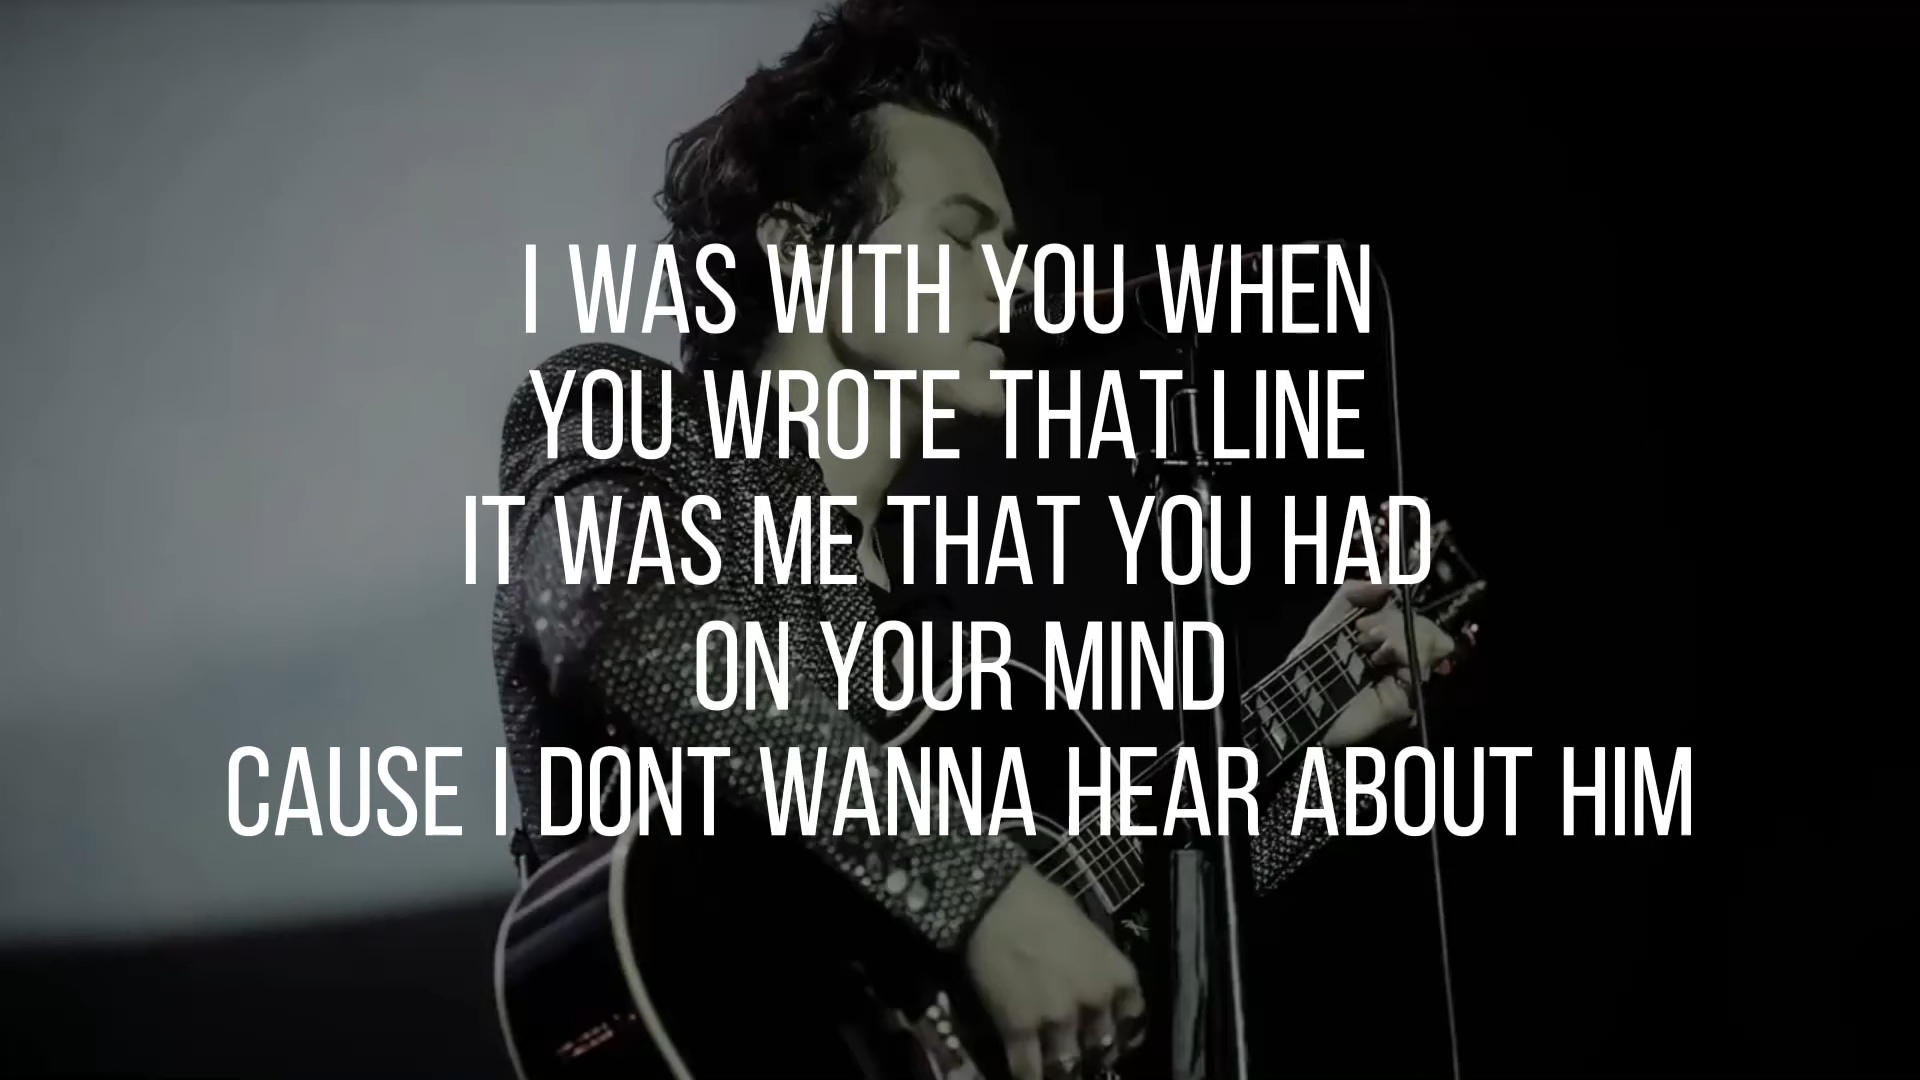 I WAS WITH YOU WHEN
YOU WROTE THAT LINE
IT WAS ME THAT YOU HAD
ON YOUR MIND
CAUSE I DONT WANNA HEAR ABOUT HIM